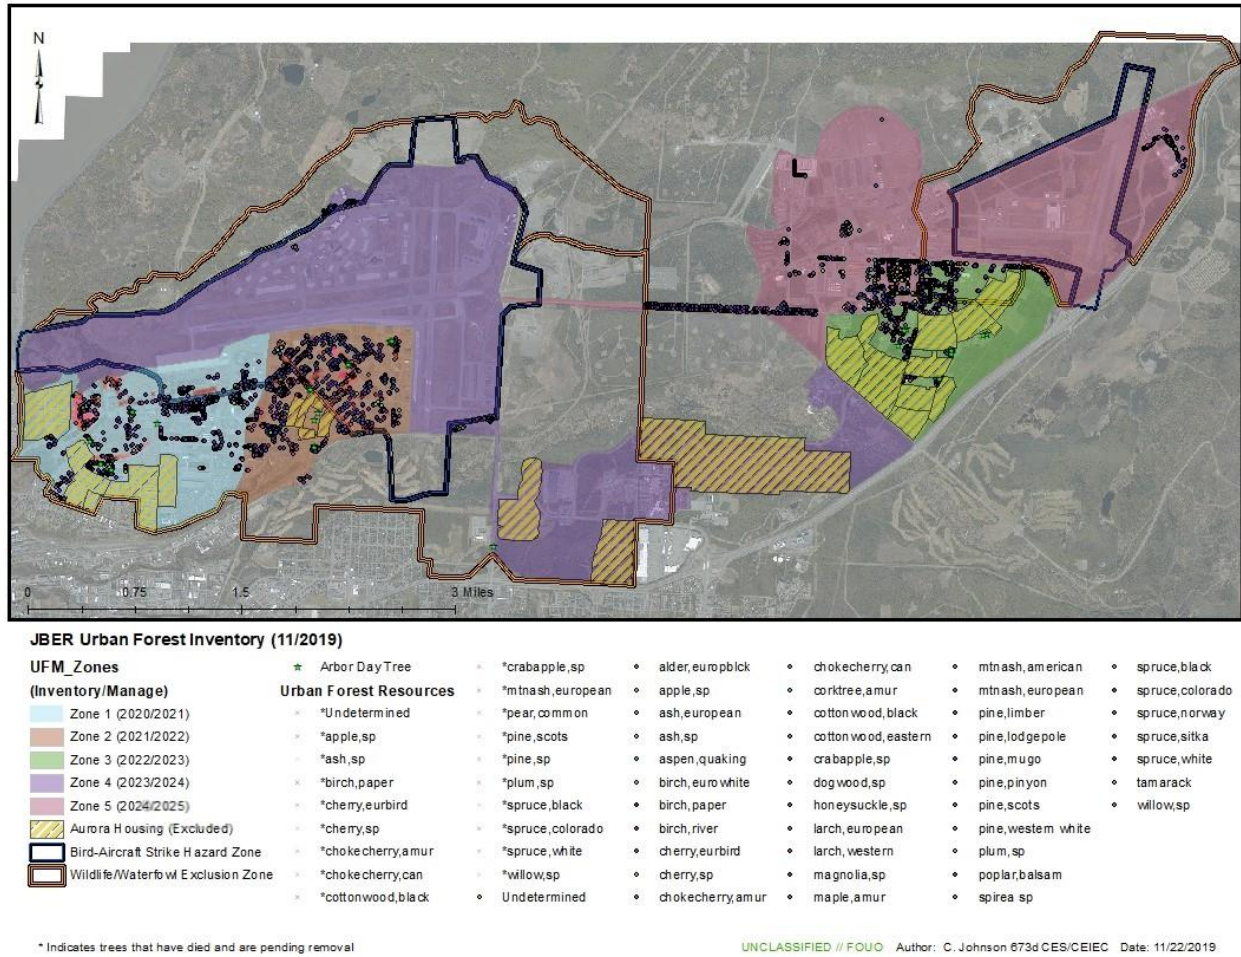 N
0
0.75
1.5
3 Miles
JBER Urban Forest Inventory (11/2019)
UFM_Zones
(Inventory/Manage)
Zone 1 (2020/2021)
Zone 2 (2021/2022)
Zone 3 (2022/2023)
Zone 4 (2023/2024)
Zone 5 (2024/2025)
Aurora Housing (Excluded)
Bird-Aircraft Strike Hazard Zone
Wildlife/Waterfowl Exclusion Zone
Arbor Day Tree
Urban Forest Resources
*Undetermined
*apple,sp
*ash,sp
*birch,paper
*cherry,eurbird
*cherry,sp
*chokecherry,amur
*chokecherry,can
*cottonwood,black
*crabapple,sp
*mtnash,european
*pear,common
*pine,scots
*pine,sp
*plum,sp
*spruce,black
*spruce,colorado
*spruce,white
*willow,sp
Undetermined
alder,europblck
apple,sp
ash,european
ash,sp
aspen,quaking
birch,eurowhite
birch,paper
birch,river
cherry,eurbird
cherry,sp
chokecherry,amur
chokecherry,can
corktree,amur
cottonwood,black
cottonwood,eastern
crabapple,sp
dogwood,sp
honeysuckle,sp
larch,european
larch,western
magnolia,sp
maple,amur
mtnash,american
mtnash,european
pine,limber
pine,lodgepole
pine,mugo
pine,pinyon
pine,scots
pine,western white
plum,sp
poplar,balsam
spirea sp
spruce,black
spruce,colorado
spruce,norway
spruce,sitka
spruce,white
tamarack
willow,sp
* Indicates trees that have died and are pending removal
UNCLASSIFIED // FOUO Author: C. Johnson 673d CES/CEIEC Date: 11/22/2019